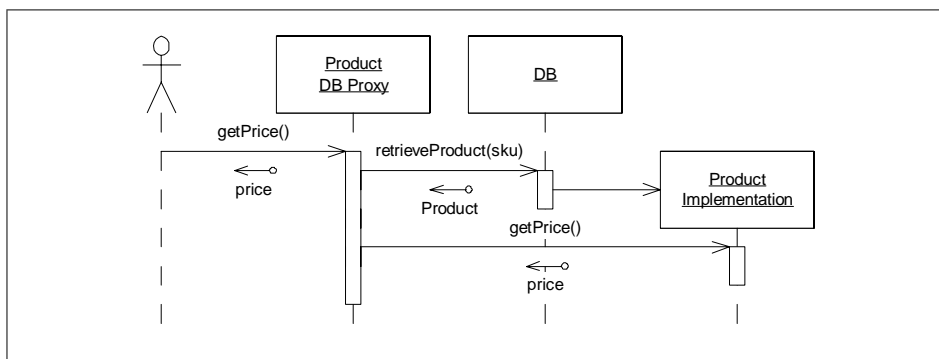 Product
DB Proxy
DB
getPrice()
retrieveProduct(sku)
price
Product
Product
Implementation
getPrice()
price